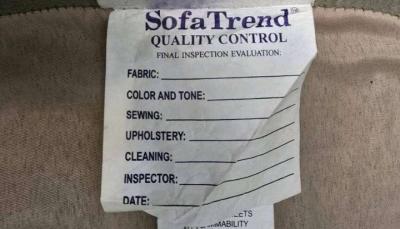 SofaTrend
QUALITY CONTROL
FINAL INSPECTION EVALUATION:
FABRIC:
COLOR AND TONE:
SEWING:
UPHOLSTERY:
CLEANING:
INSPECTOR:
DATE: